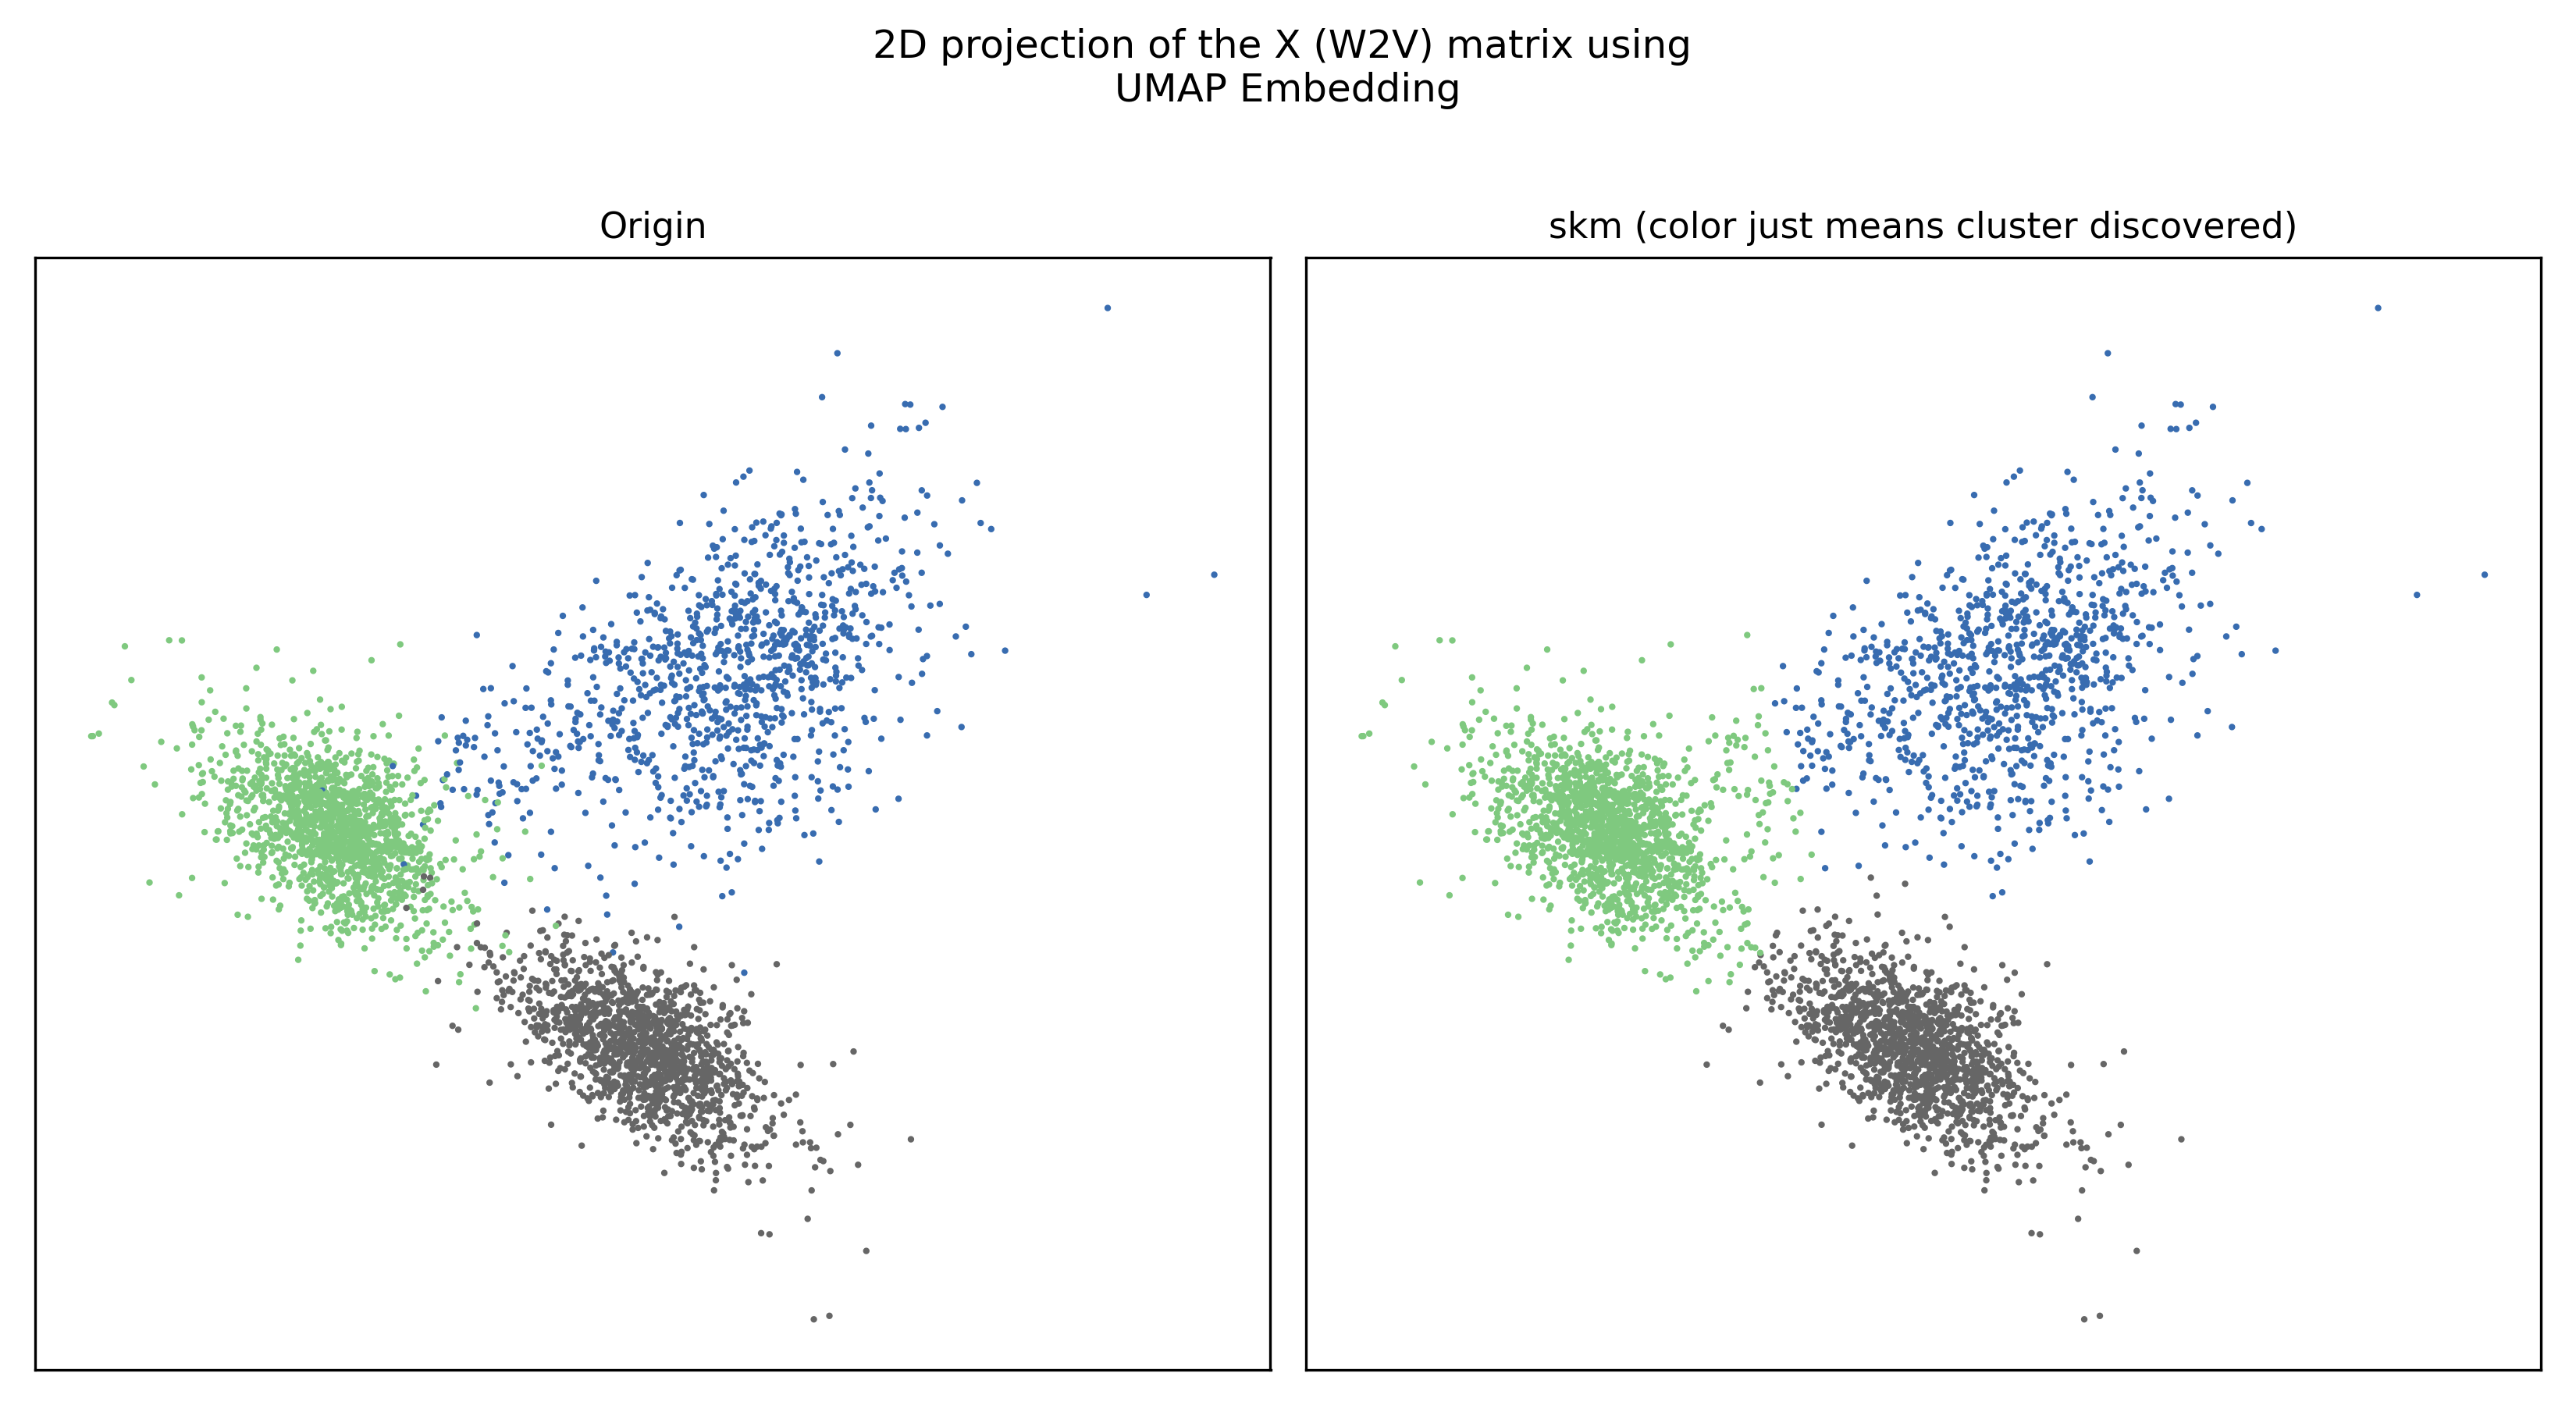 2D projection of the X (W2V) matrix using
UMAP Embedding
Origin
skm (color just means cluster discovered)